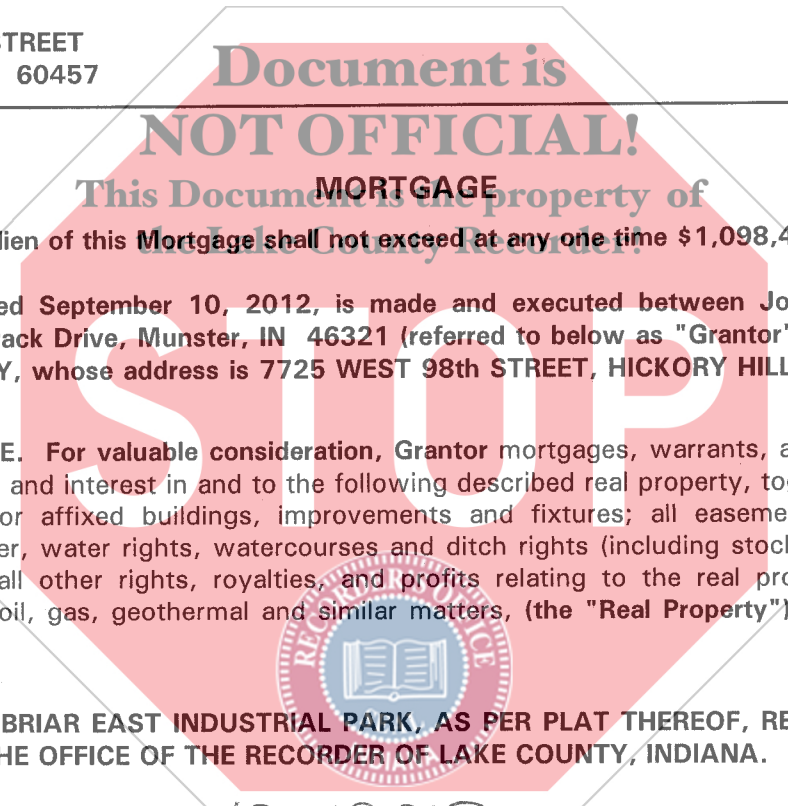 STREET
60457
Document is
NOT OFFICIAL!
This Document is the property of
the Lake County Recorder!
MORTGAGE
lien of this Mortgage shall not exceed at any one time $1,098,4
ed September 10, 2012, is made and executed between Jo
ack Drive, Munster, IN 46321 (referred to below as "Grantor"
Y, whose address is 7725 WEST 98th STREET, HICKORY HILL
STOP
E. For valuable consideration, Grantor mortgages, warrants, a
and interest in and to the following described real property, tog
or affixed buildings, improvements and fixtures; all easeme
er, water rights, watercourses and ditch rights (including stock
all other rights, royalties, and profits relating to the real pro
oil, gas, geothermal and similar matters, (the "Real Property")
RECORDER'S OFFICE
BRIAR EAST INDUSTRIAL PARK, AS PER PLAT THEREOF, RE
HE OFFICE OF THE RECORDER OF LAKE COUNTY, INDIANA.
INDIANA